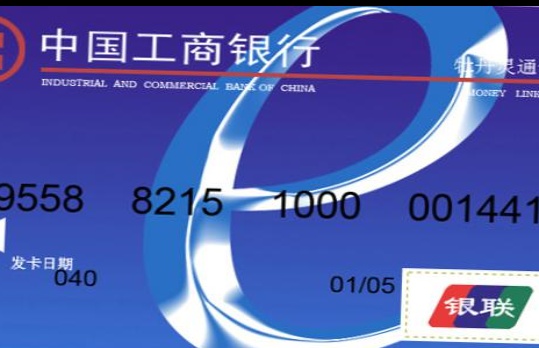 中国工商银行
INDUSTRIAL AND COMMERCIAL BANK OF CHINA
牡丹灵通
MONEY LINK
9558 8215 1000 001441
发卡日期
040 01/05
银联